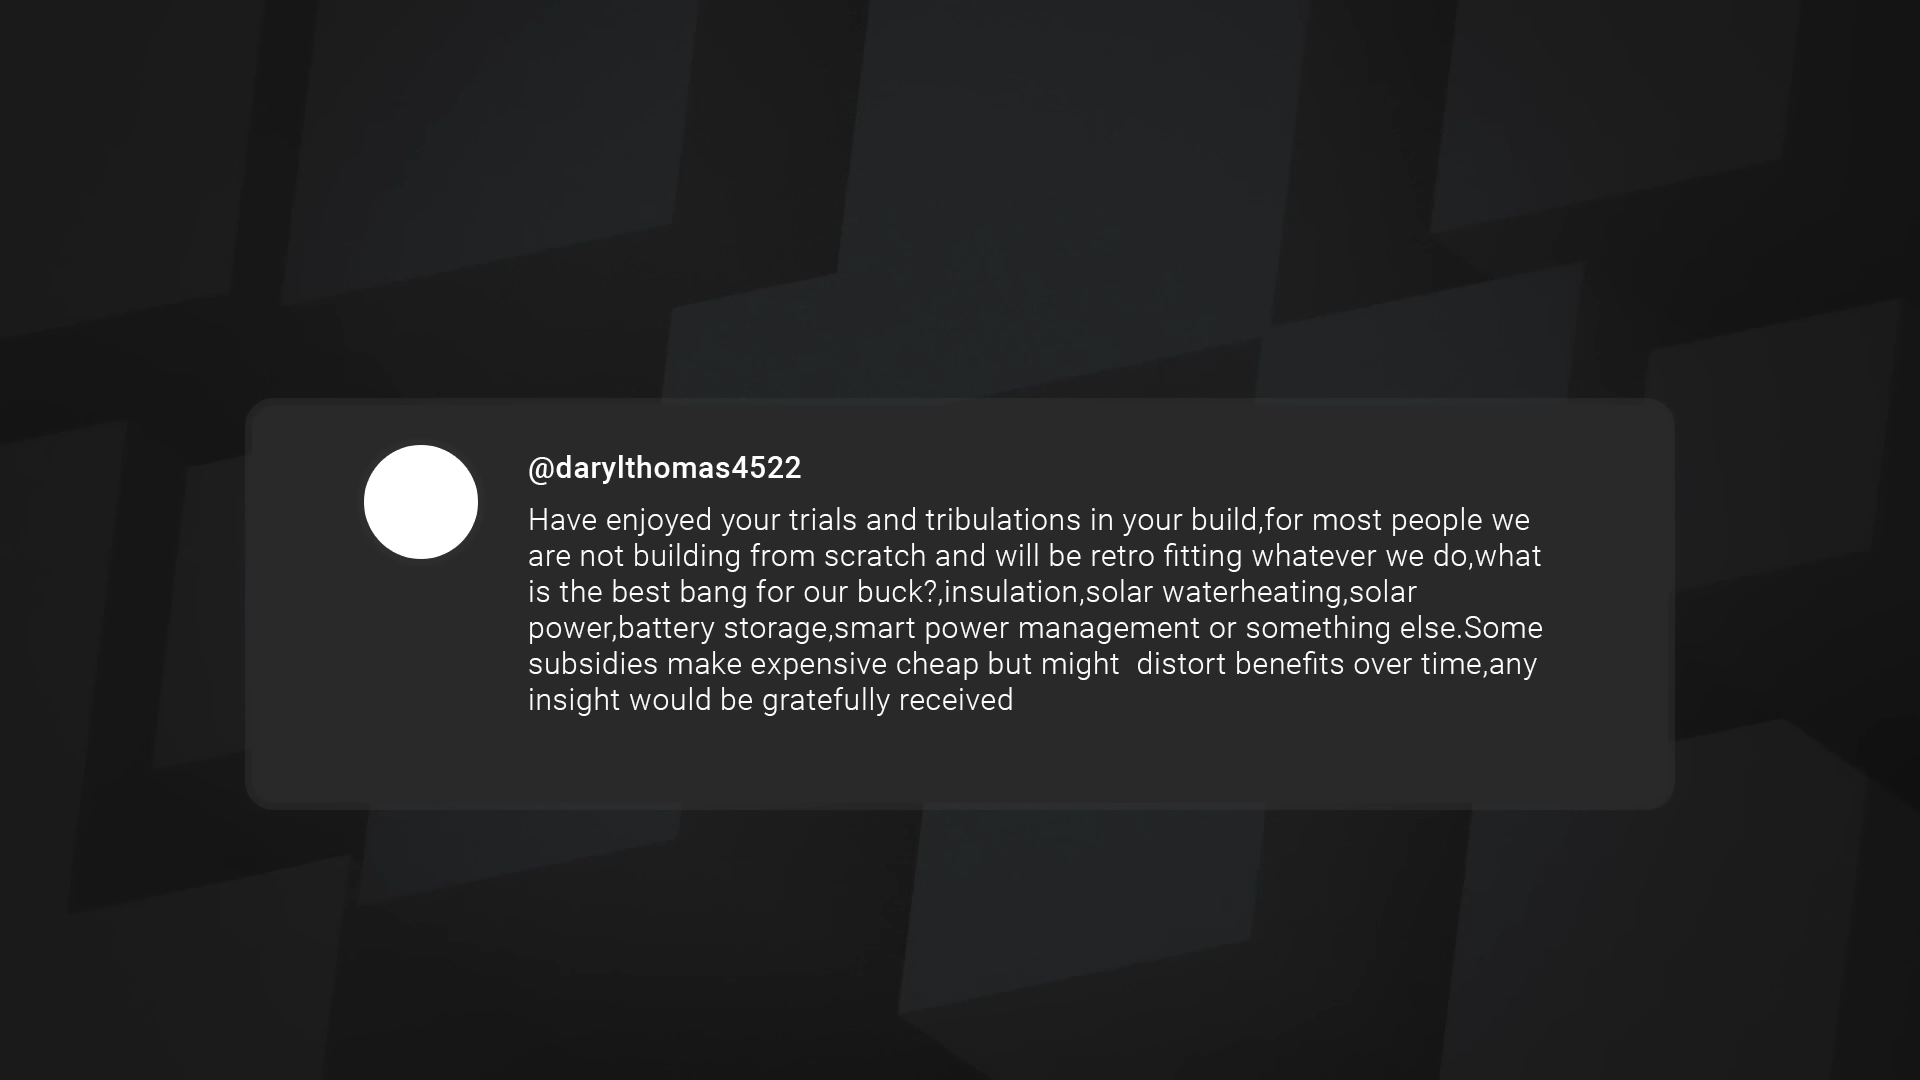 @darylthomas4522
Have enjoyed your trials and tribulations in your build,for most people we
are not building from scratch and will be retro fitting whatever we do,what
is the best bang for our buck?,insulation,solar waterheating,solar
power,battery storage,smart power management or something else.Some
subsidies make expensive cheap but might  distort benefits over time,any
insight would be gratefully received